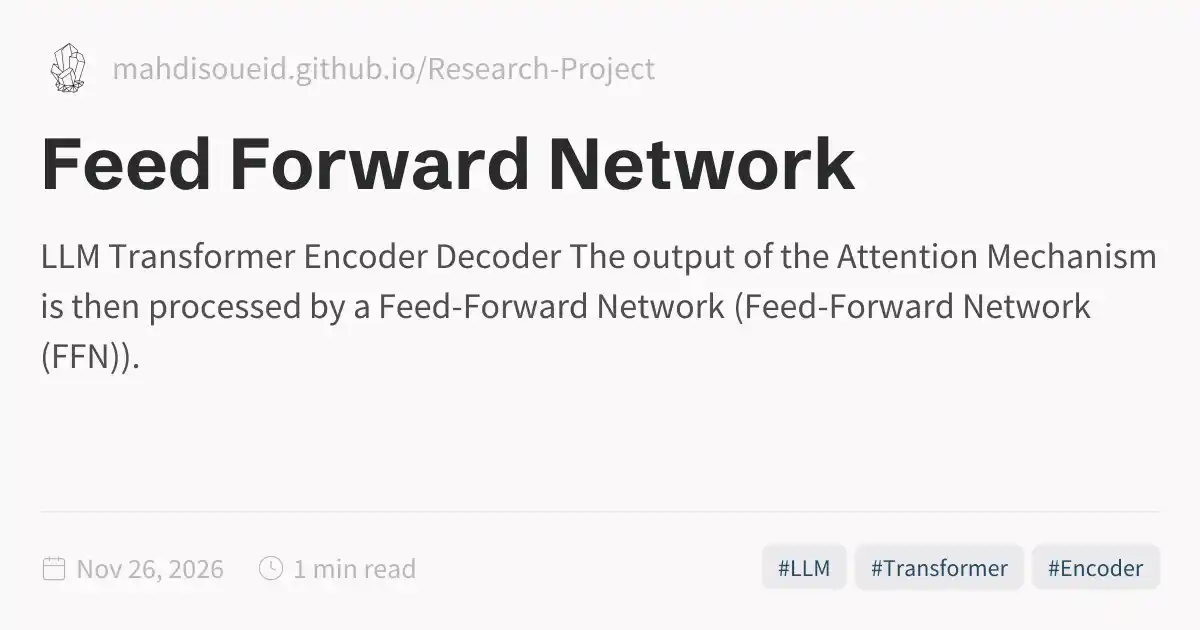 mahdisoueid.github.io/Research-Project
Feed Forward Network
LLM Transformer Encoder Decoder The output of the Attention Mechanism
is then processed by a Feed-Forward Network (Feed-Forward Network
(FFN)).
Nov 26, 2026 1 min read #LLM #Transformer #Encoder